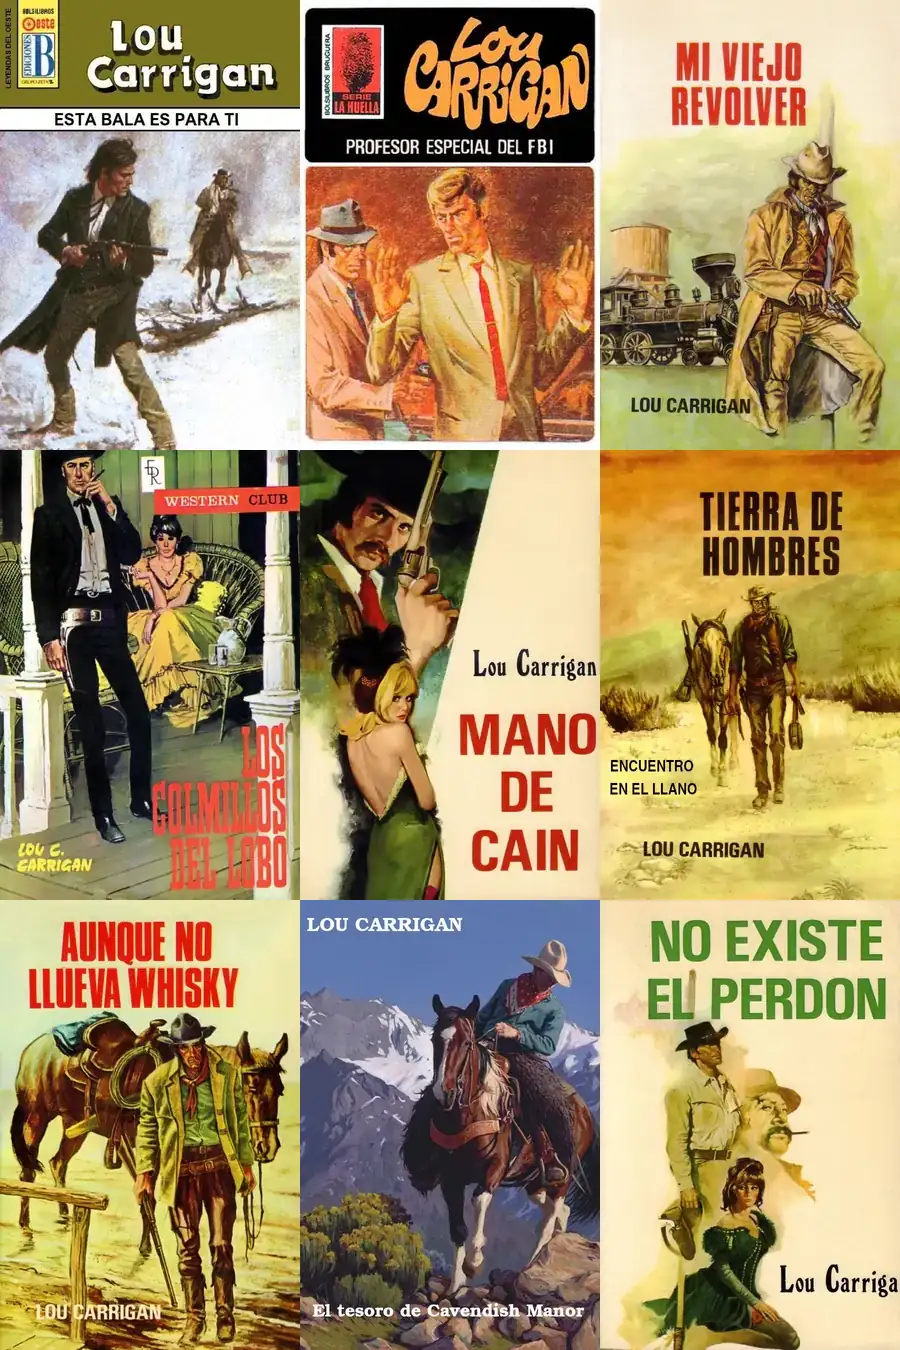 LEYENDAS DEL OESTE
BOLSILIBROS
Oeste
EDICIONES
B
GRUPO ZETA
Lou
Carrigan
ESTA BALA ES PARA TI
BOLSILIBROS BRUGUERA
SERIE
LA HUELLA
Lou
CARRIGAN
PROFESOR ESPECIAL DEL FBI
MI VIEJO
REVOLVER
LOU CARRIGAN
WESTERN CLUB
LOS
COLMILLOS
DEL LOBO
LOU C.
CARRIGAN
Lou Carrigan
MANO
DE
CAIN
TIERRA DE
HOMBRES
ENCUENTRO
EN EL LLANO
LOU CARRIGAN
AUNQUE NO
LLUEVA WHISKY
LOU CARRIGAN
LOU CARRIGAN
El tesoro de Cavendish Manor
NO EXISTE
EL PERDON
Lou Carriga